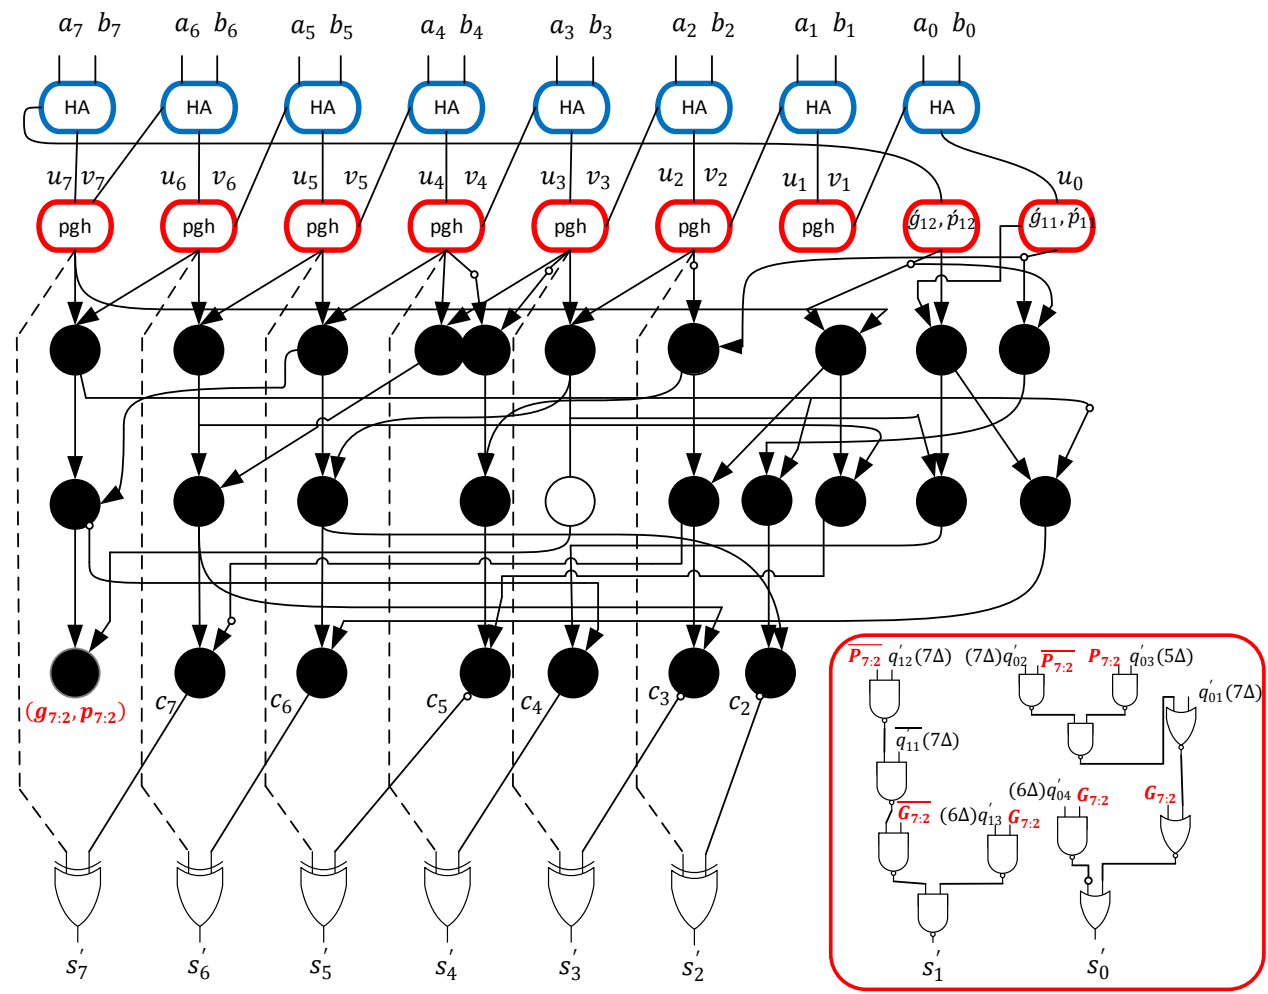 a₇ b₇ a₆ b₆ a₅ b₅ a₄ b₄ a₃ b₃ a₂ b₂ a₁ b₁ a₀ b₀
HA HA HA HA HA HA HA HA
u₇ v₇ u₆ v₆ u₅ v₅ u₄ v₄ u₃ v₃ u₂ v₂ u₁ v₁ u₀
pgh pgh pgh pgh pgh pgh pgh ǵ₁₂, ṕ₁₂ ǵ₁₁, ṕ₁₁
(g₇:₂, p₇:₂) c₇ c₆ c₅ c₄ c₃ c₂
P̅₇:₂ q′₁₂(7Δ) (7Δ)q′₀₂ P̅₇:₂ P₇:₂ q′₀₃(5Δ)
q′₀₁(7Δ)
q̅′₁₁(7Δ)
G̅₇:₂ (6Δ)q′₁₃ G₇:₂ (6Δ)q′₀₄ G₇:₂ G₇:₂
s′₇ s′₆ s′₅ s′₄ s′₃ s′₂ s′₁ s′₀